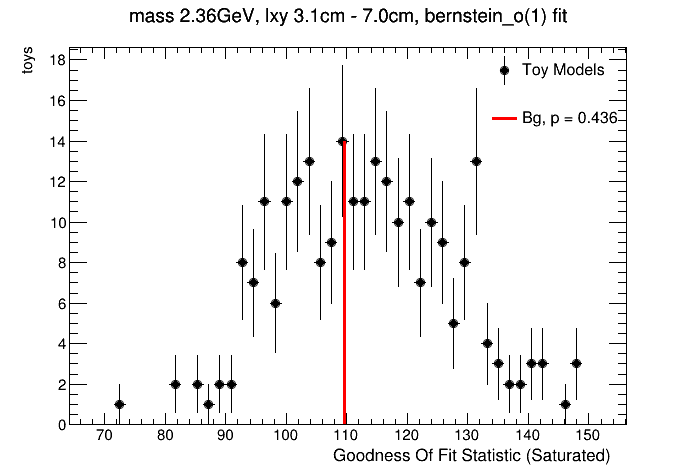 mass 2.36GeV, lxy 3.1cm - 7.0cm, bernstein_o(1) fit
toys
18
16
14
12
10
8
6
4
2
0
Toy Models
Bg, p = 0.436
70 80 90 100 110 120 130 140 150
Goodness Of Fit Statistic (Saturated)